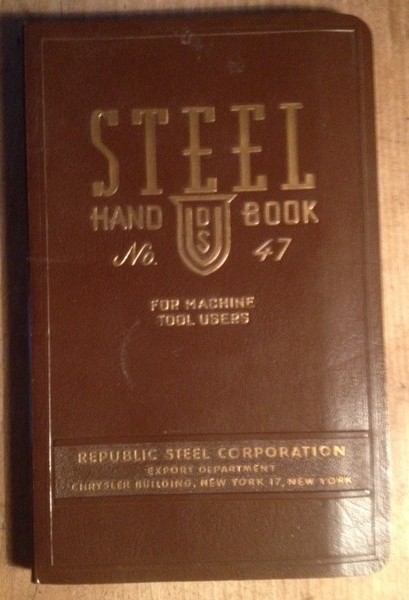 STEEL
HAND BOOK
UDS
No. 47
FOR MACHINE
TOOL USERS
REPUBLIC STEEL CORPORATION
EXPORT DEPARTMENT
CHRYSLER BUILDING, NEW YORK 17, NEW YORK